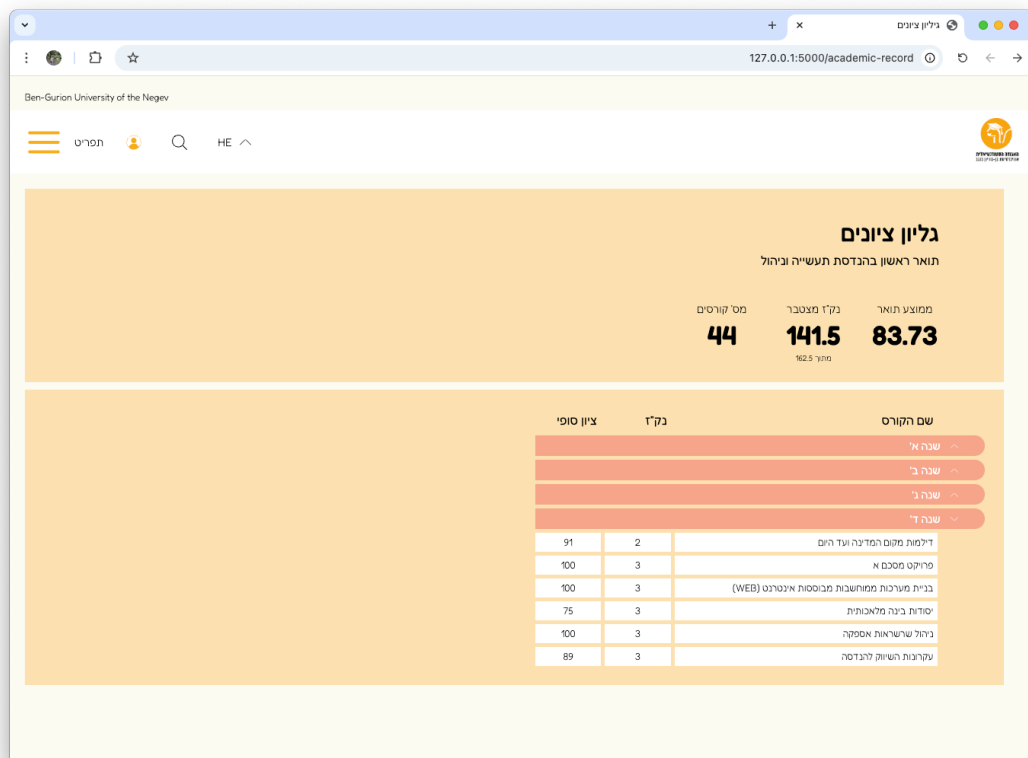 גיליון ציונים
127.0.0.1:5000/academic-record
Ben-Gurion University of the Negev
תפריט
HE
גליון ציונים
תואר ראשון בהנדסת תעשייה וניהול
ממוצע תואר נק"ז מצטבר מס' קורסים
83.73 141.5 44
מתוך 162.5
שם הקורס נק"ז ציון סופי
שנה א'
שנה ב'
שנה ג'
שנה ד'
דילמות מקום המדינה ועד היום 2 91
פרויקט מסכם א 3 100
בניית מערכות ממוחשבות מבוססות אינטרנט (WEB) 3 100
יסודות בינה מלאכותית 3 75
ניהול שרשראות אספקה 3 100
עקרונות השיווק להנדסה 3 89